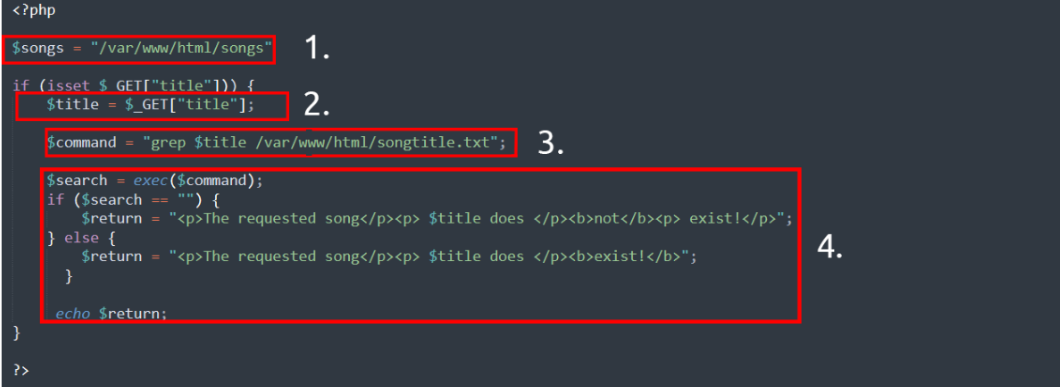 <?php
$songs = "/var/www/html/songs" 1.
if (isset $_GET["title"])) {
$title = $_GET["title"]; 2.
$command = "grep $title /var/www/html/songtitle.txt"; 3.
$search = exec($command);
if ($search == "") {
$return = "<p>The requested song</p><p> $title does </p><b>not</b><p> exist!</p>";
} else {
$return = "<p>The requested song</p><p> $title does </p><b>exist!</b>";
}
4.
echo $return;
}
?>